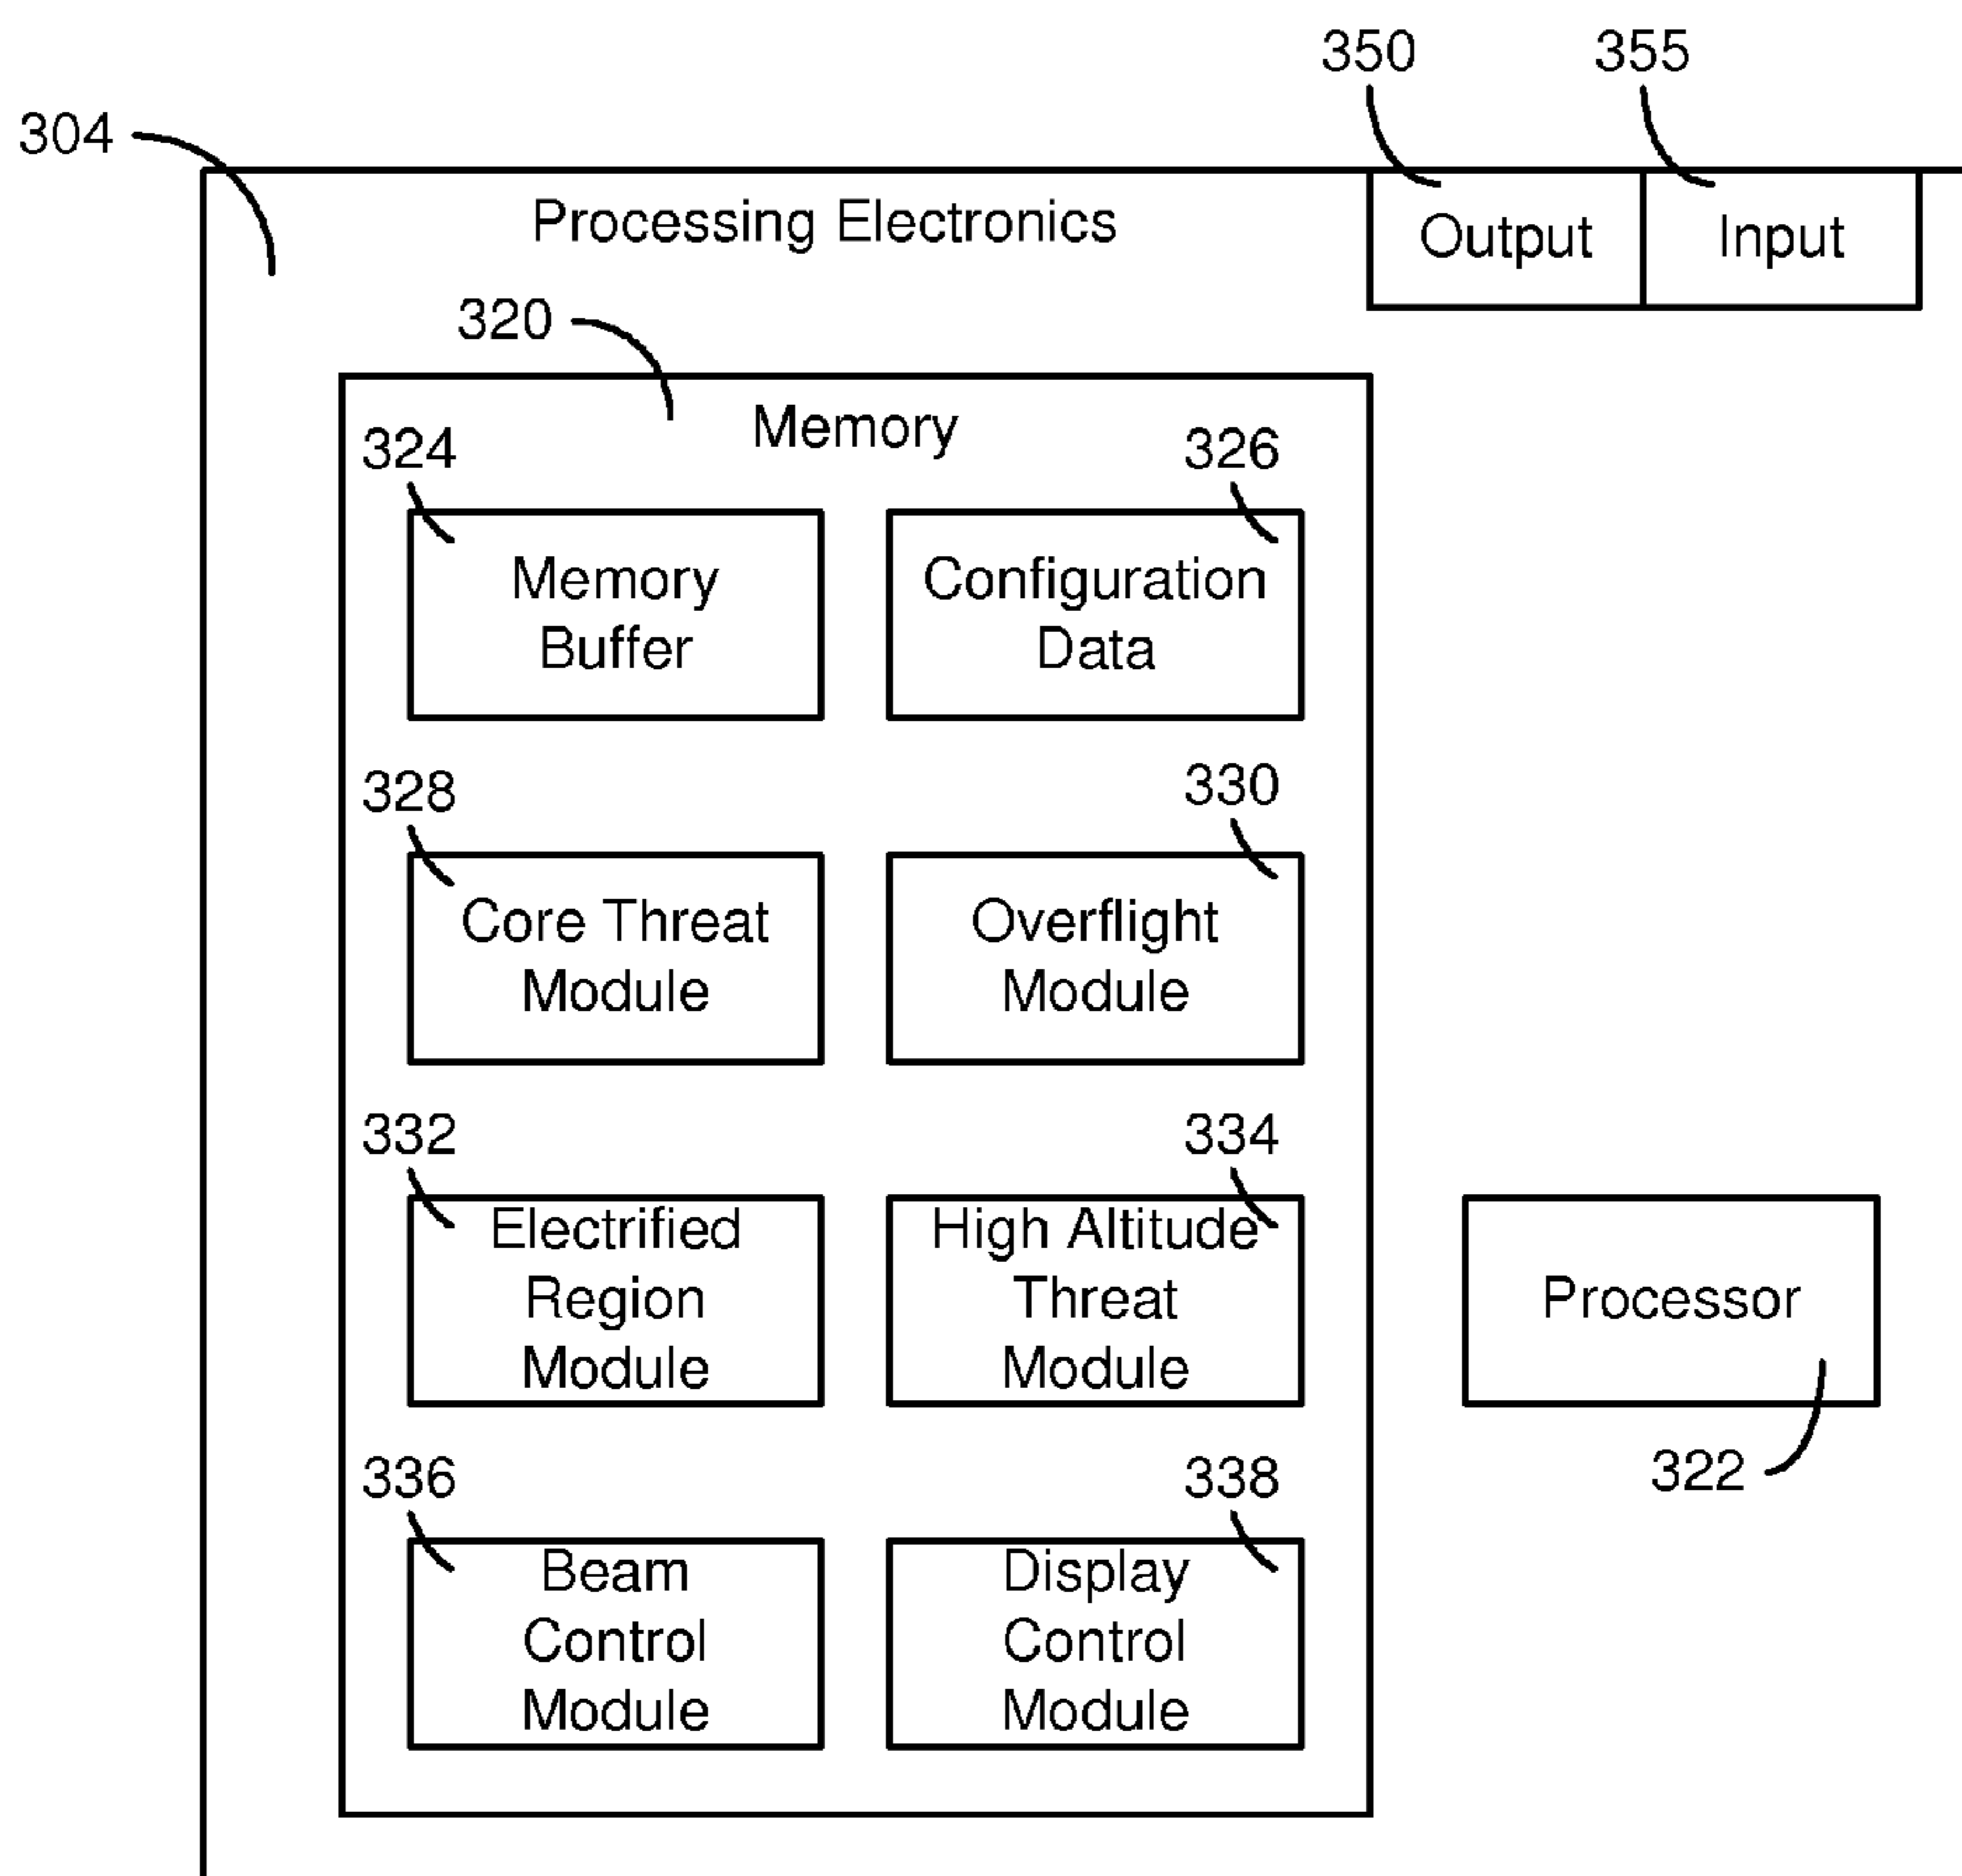 350
355
304
Processing Electronics
Output
Input
320
Memory
324
326
Memory
Buffer
Configuration
Data
328
330
Core Threat
Module
Overflight
Module
332
334
Electrified
Region
Module
High Altitude
Threat
Module
Processor
322
336
338
Beam
Control
Module
Display
Control
Module